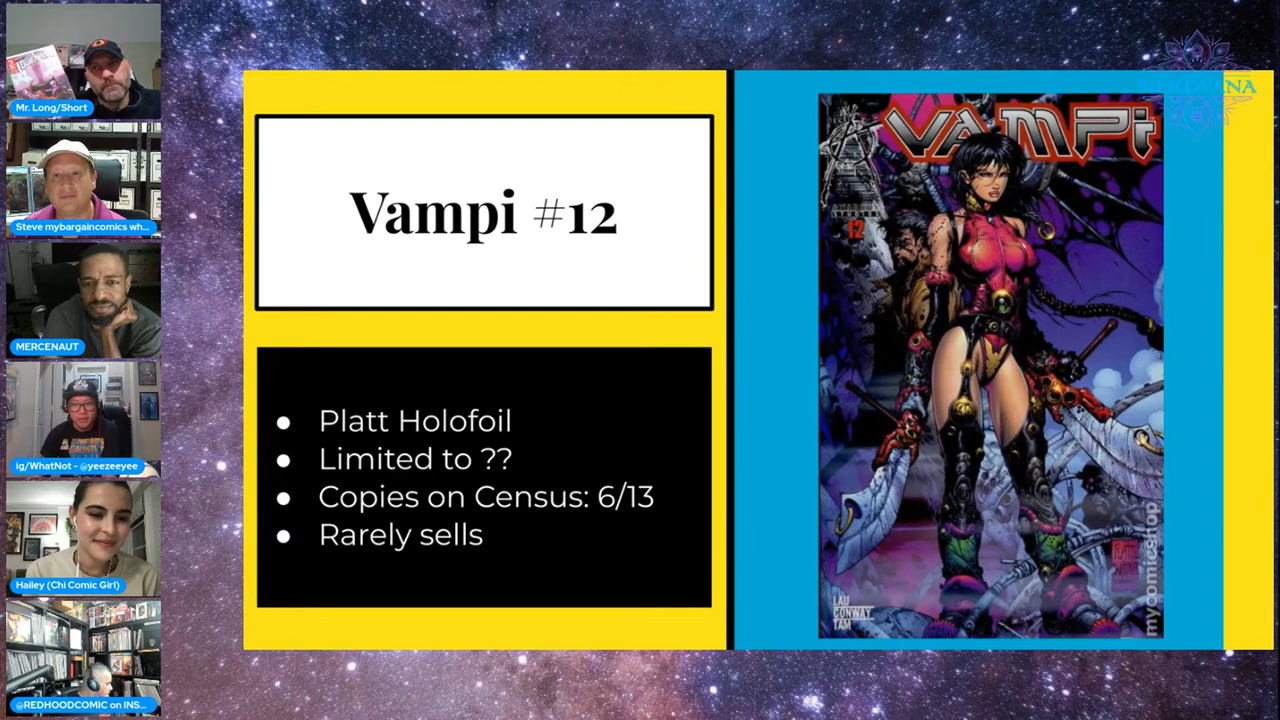 Mr. Long/Short
Steve mybargaincomics wh...
MERCENAUT
ig/WhatNot - @yeezeeyee
Hailey (Chi Comic Girl)
@REDHOODCOMIC on INS...
Vampi #12
● Platt Holofoil
● Limited to ??
● Copies on Census: 6/13
● Rarely sells
NERDVANA
VAMPi
12
LAU
CONWAY
TAM
mycomicshop